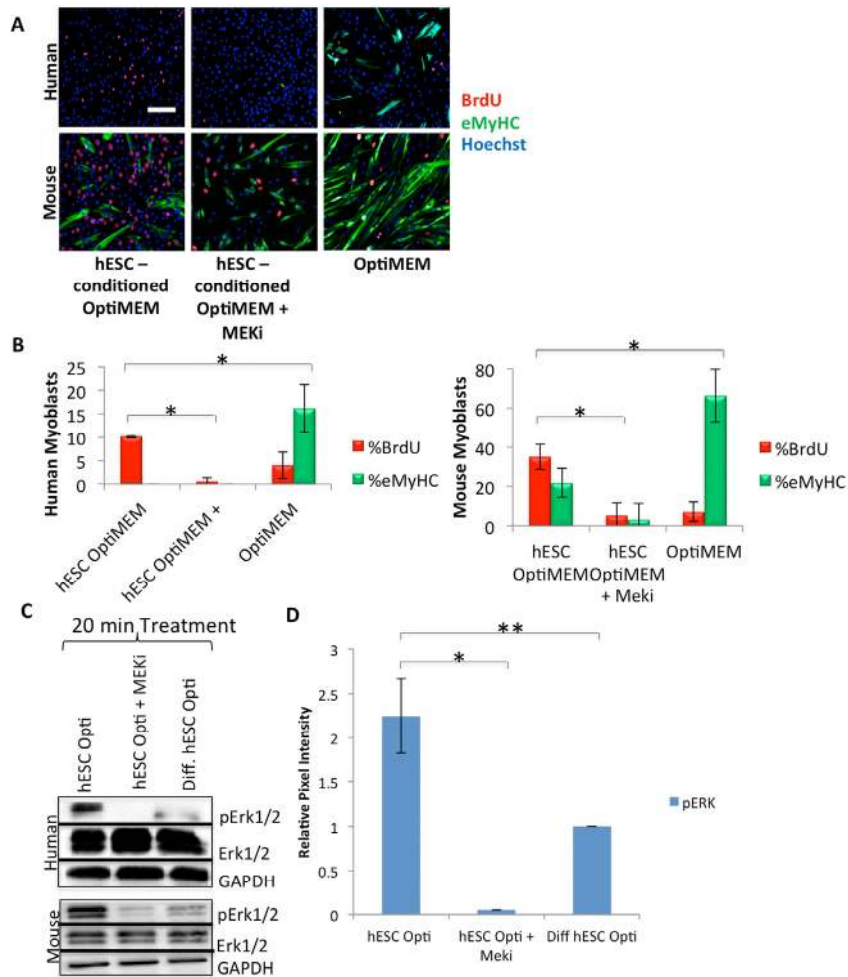 A
Human
Mouse
BrdU
eMyHC
Hoechst
hESC –
conditioned
OptiMEM
hESC –
conditioned
OptiMEM +
MEKi
OptiMEM
B
Human Myoblasts
25
20
15
10
5
0
*
*
%BrdU
%eMyHC
hESC OptiMEM
hESC OptiMEM +
OptiMEM
Mouse Myoblasts
80
60
40
20
0
*
*
%BrdU
%eMyHC
hESC
OptiMEM
hESC
OptiMEM
+ Meki
OptiMEM
C
20 min Treatment
hESC Opti
hESC Opti + MEKi
Diff. hESC Opti
Human
pErk1/2
Erk1/2
GAPDH
Mouse
pErk1/2
Erk1/2
GAPDH
D
Relative Pixel Intensity
3
2.5
2
1.5
1
0.5
0
**
*
pERK
hESC Opti
hESC Opti +
Meki
Diff hESC Opti